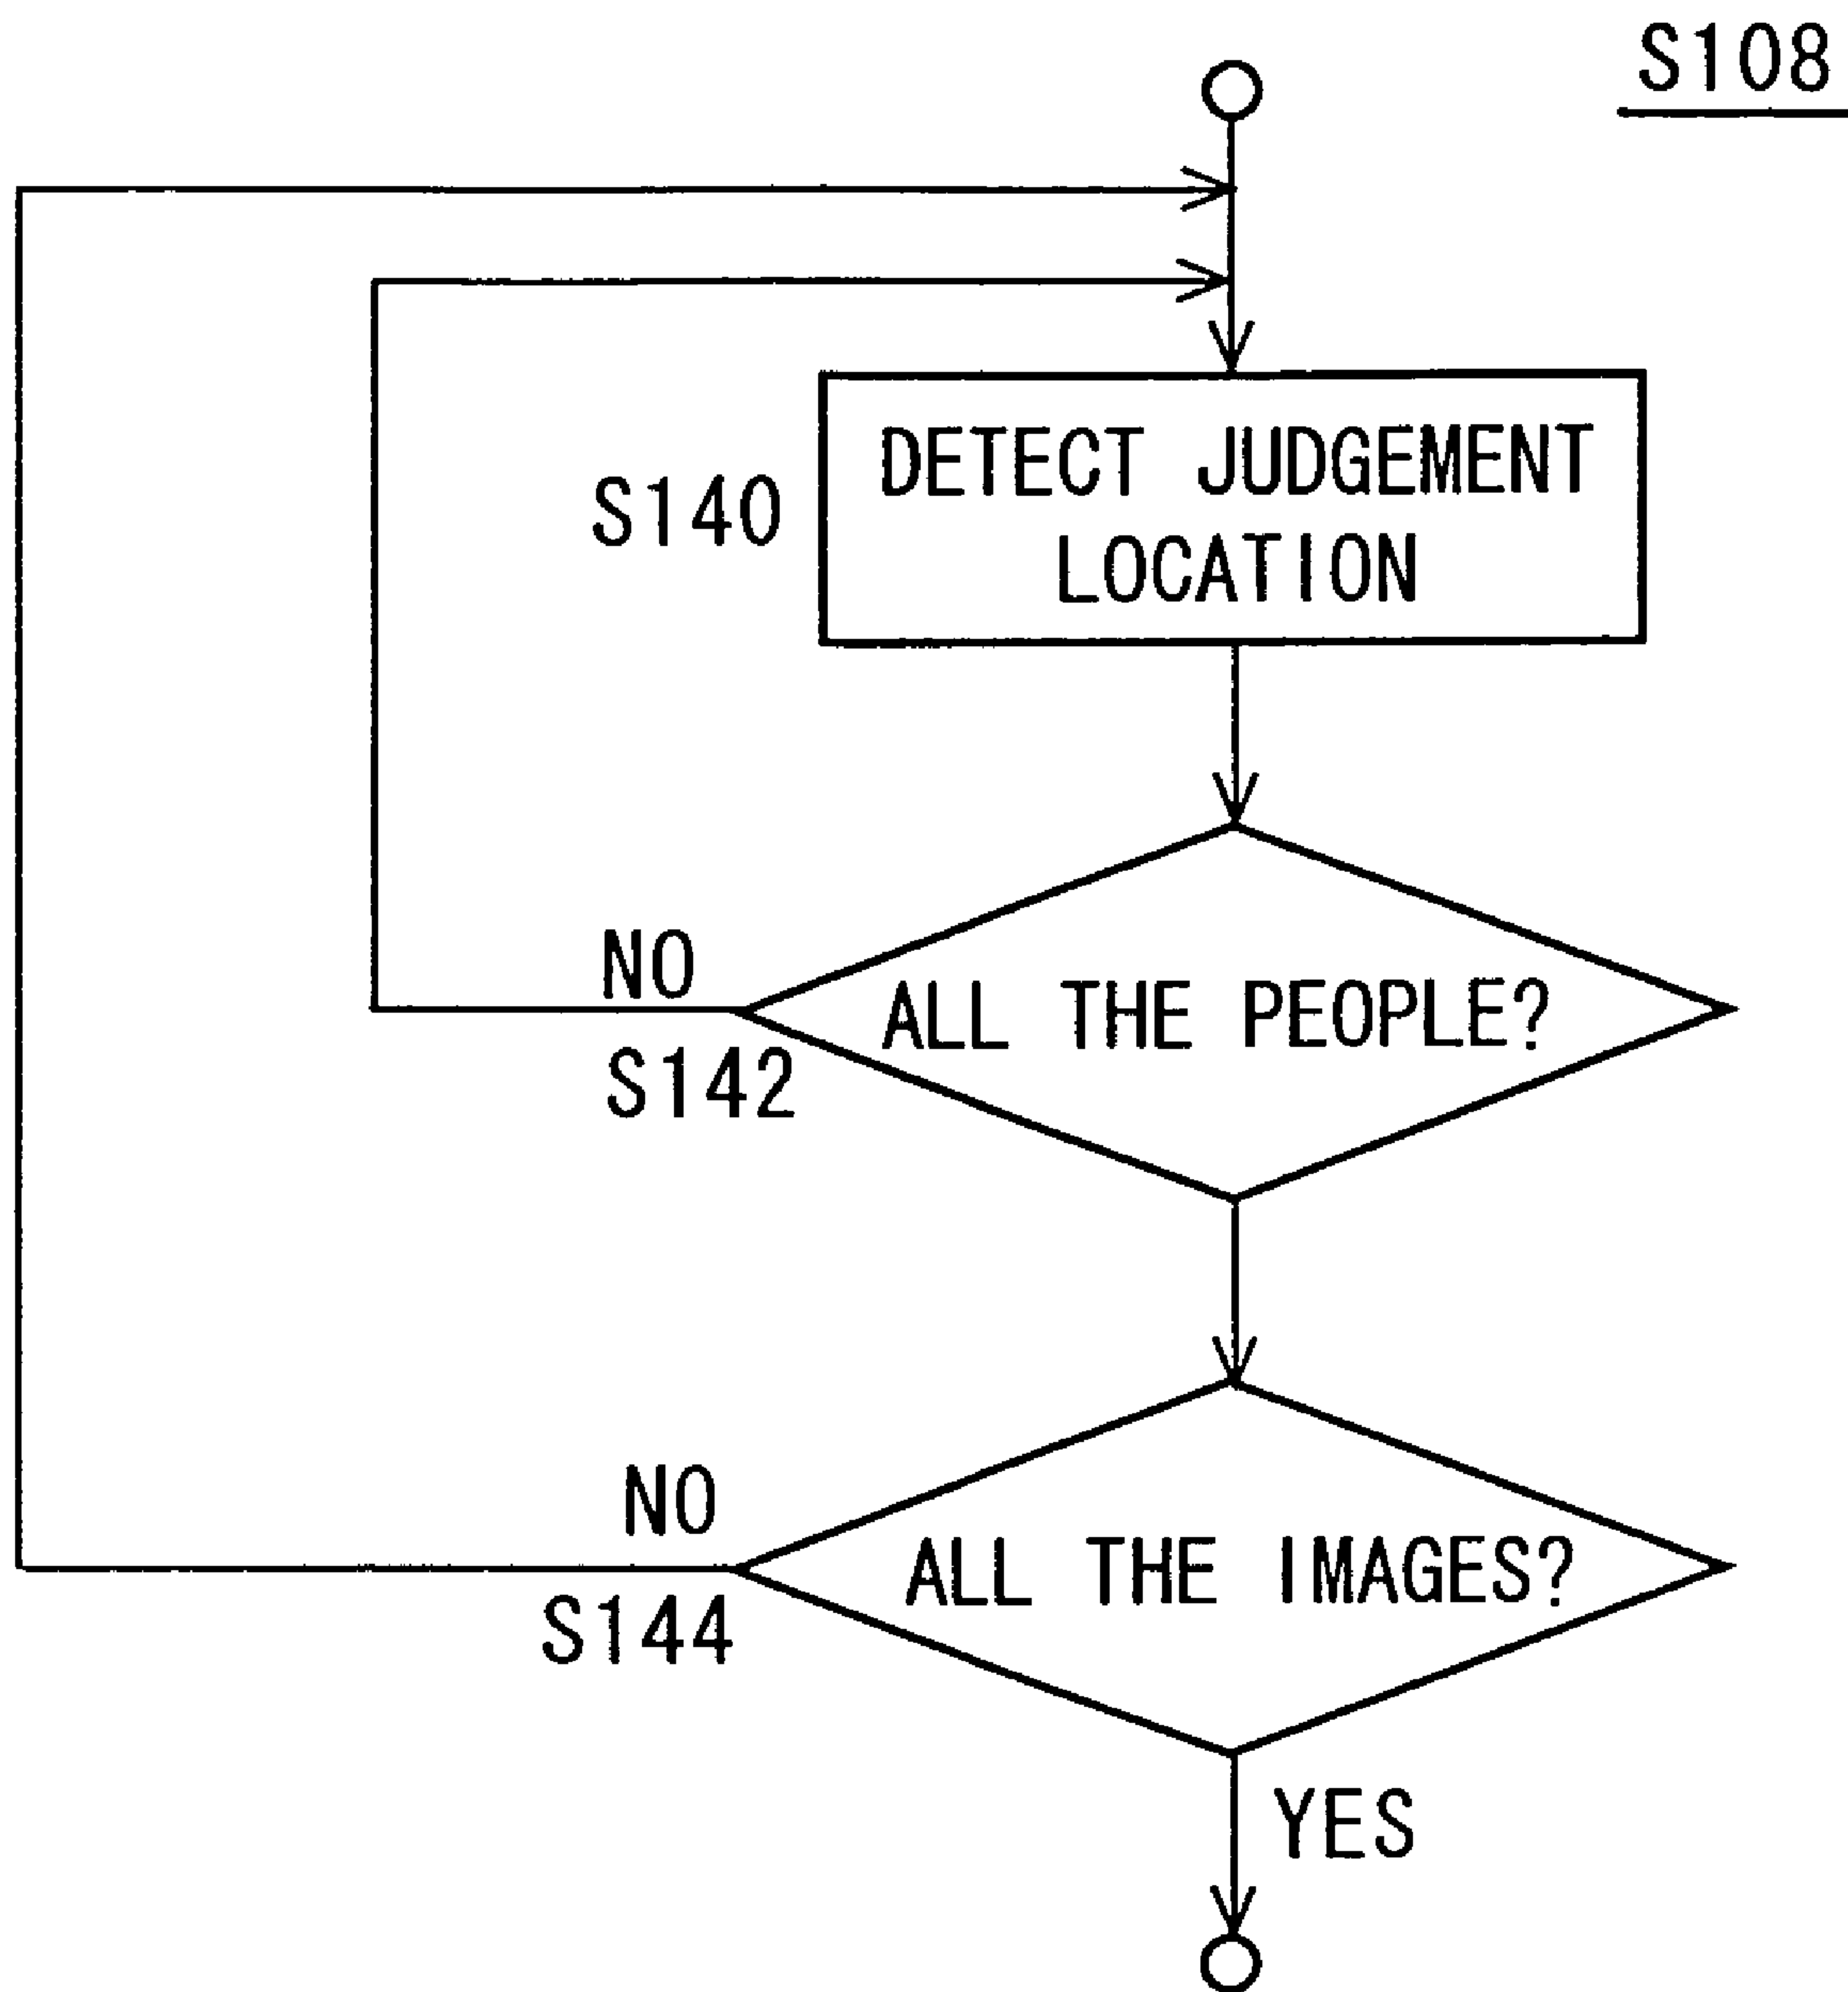 S108
DETECT JUDGEMENT
LOCATION
S140
NO
ALL THE PEOPLE?
S142
NO
ALL THE IMAGES?
S144
YES